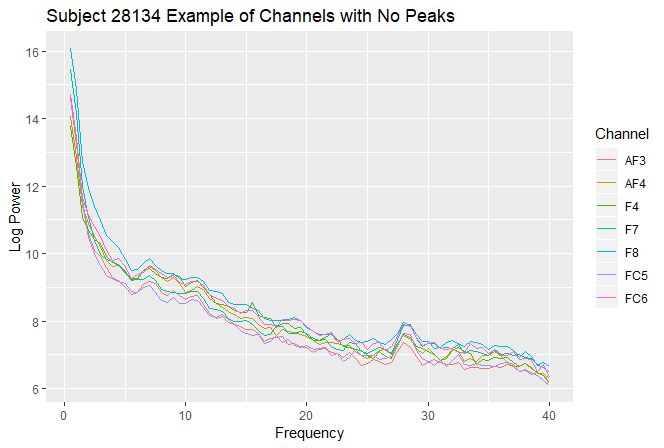 Subject 28134 Example of Channels with No Peaks
16
14
12
10
8
6
Log Power
0
10
20
30
40
Frequency
Channel
AF3
AF4
F4
F7
F8
FC5
FC6